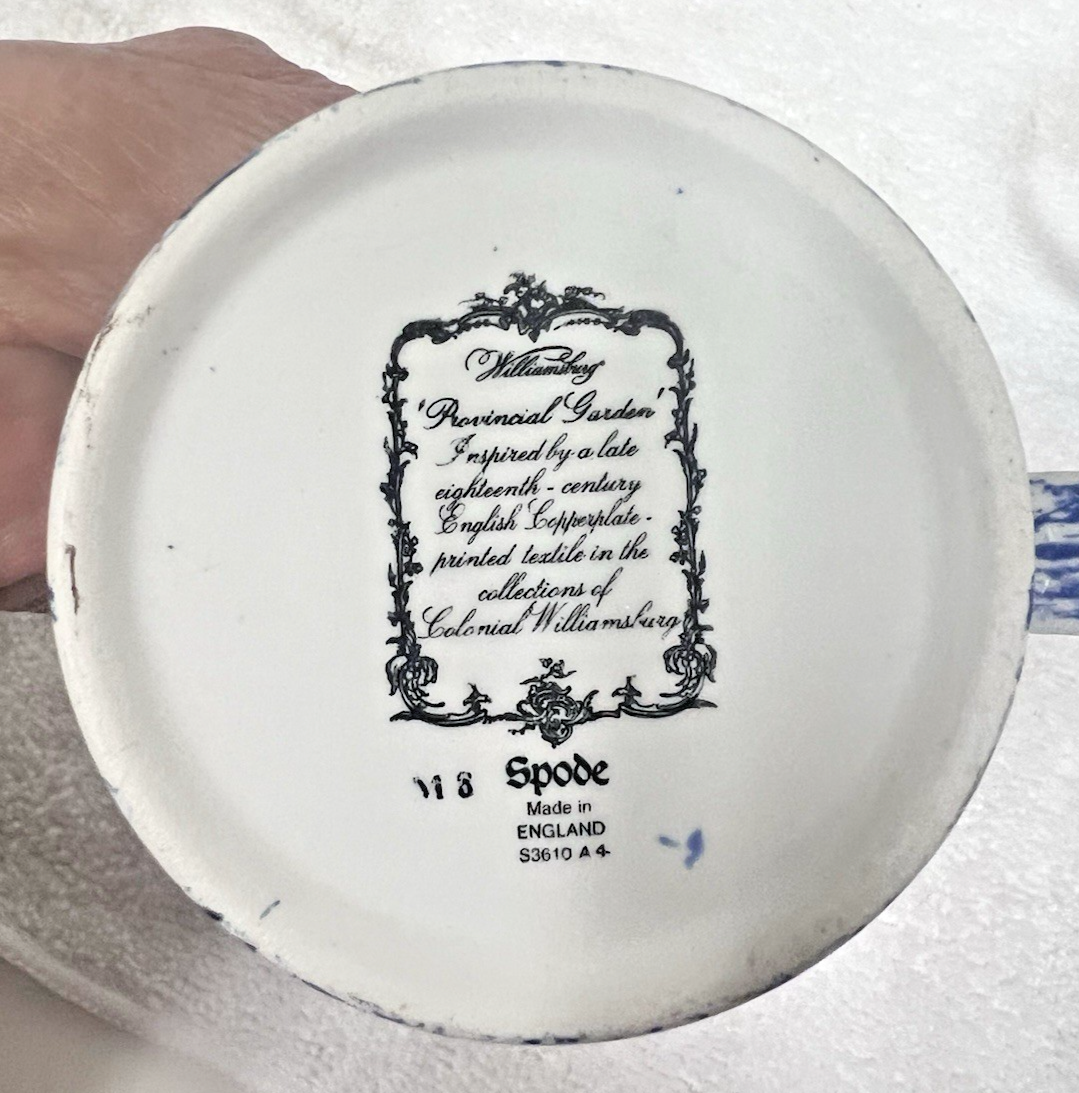 Williamsburg®
'Provincial Garden'
Inspired by a late
eighteenth - century
English Copperplate -
printed textile in the
collections of
Colonial Williamsburg
Spode
Made in
ENGLAND
S3610 A 4